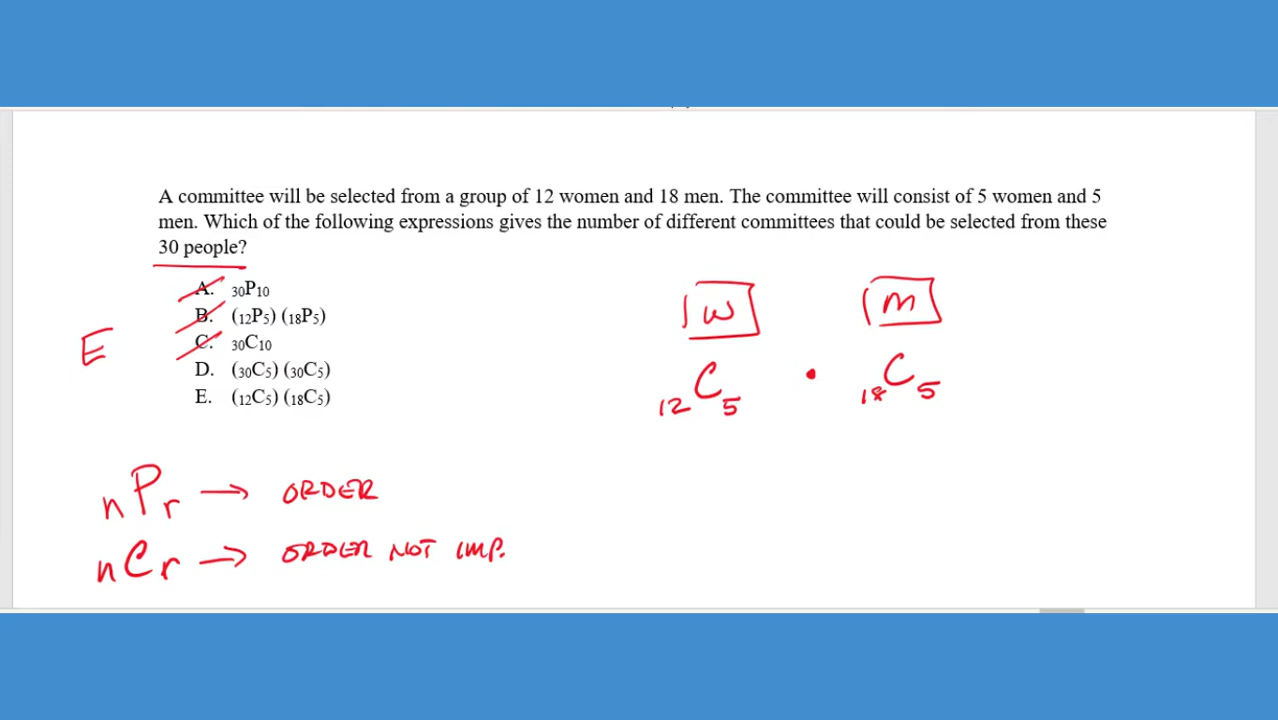 A committee will be selected from a group of 12 women and 18 men. The committee will consist of 5 women and 5
men. Which of the following expressions gives the number of different committees that could be selected from these
30 people?
A. ₃₀P₁₀
B. (₁₂P₅) (₁₈P₅)
C. ₃₀C₁₀
D. (₃₀C₅) (₃₀C₅)
E. (₁₂C₅) (₁₈C₅)
E
W M
₁₂C₅ · ₁₈C₅
nPr → ORDER
nCr → ORDER NOT IMP.